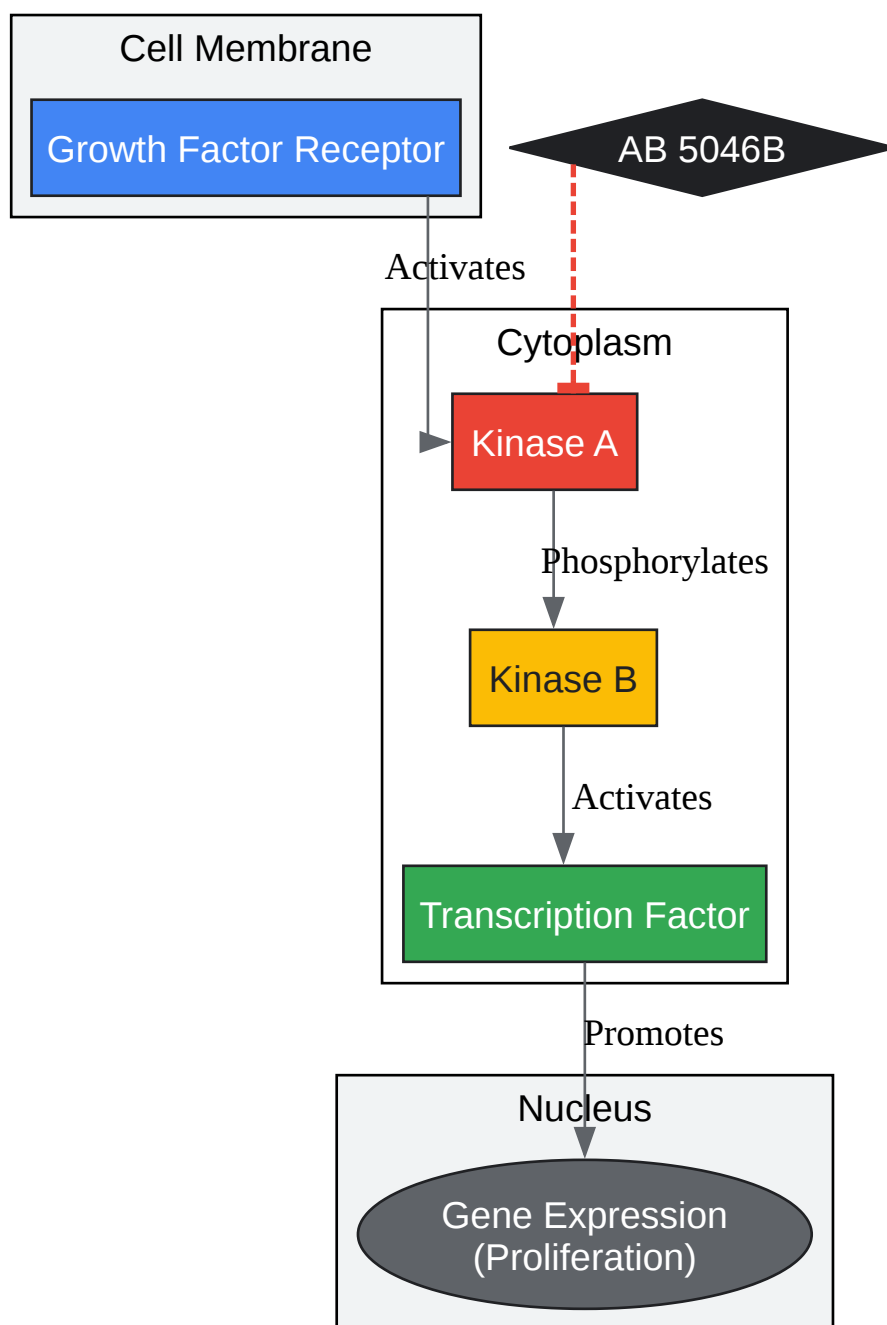 Cell Membrane
Growth Factor Receptor
AB 5046B
Activates
Cytoplasm
Kinase A
Phosphorylates
Kinase B
Activates
Transcription Factor
Promotes
Nucleus
Gene Expression
(Proliferation)